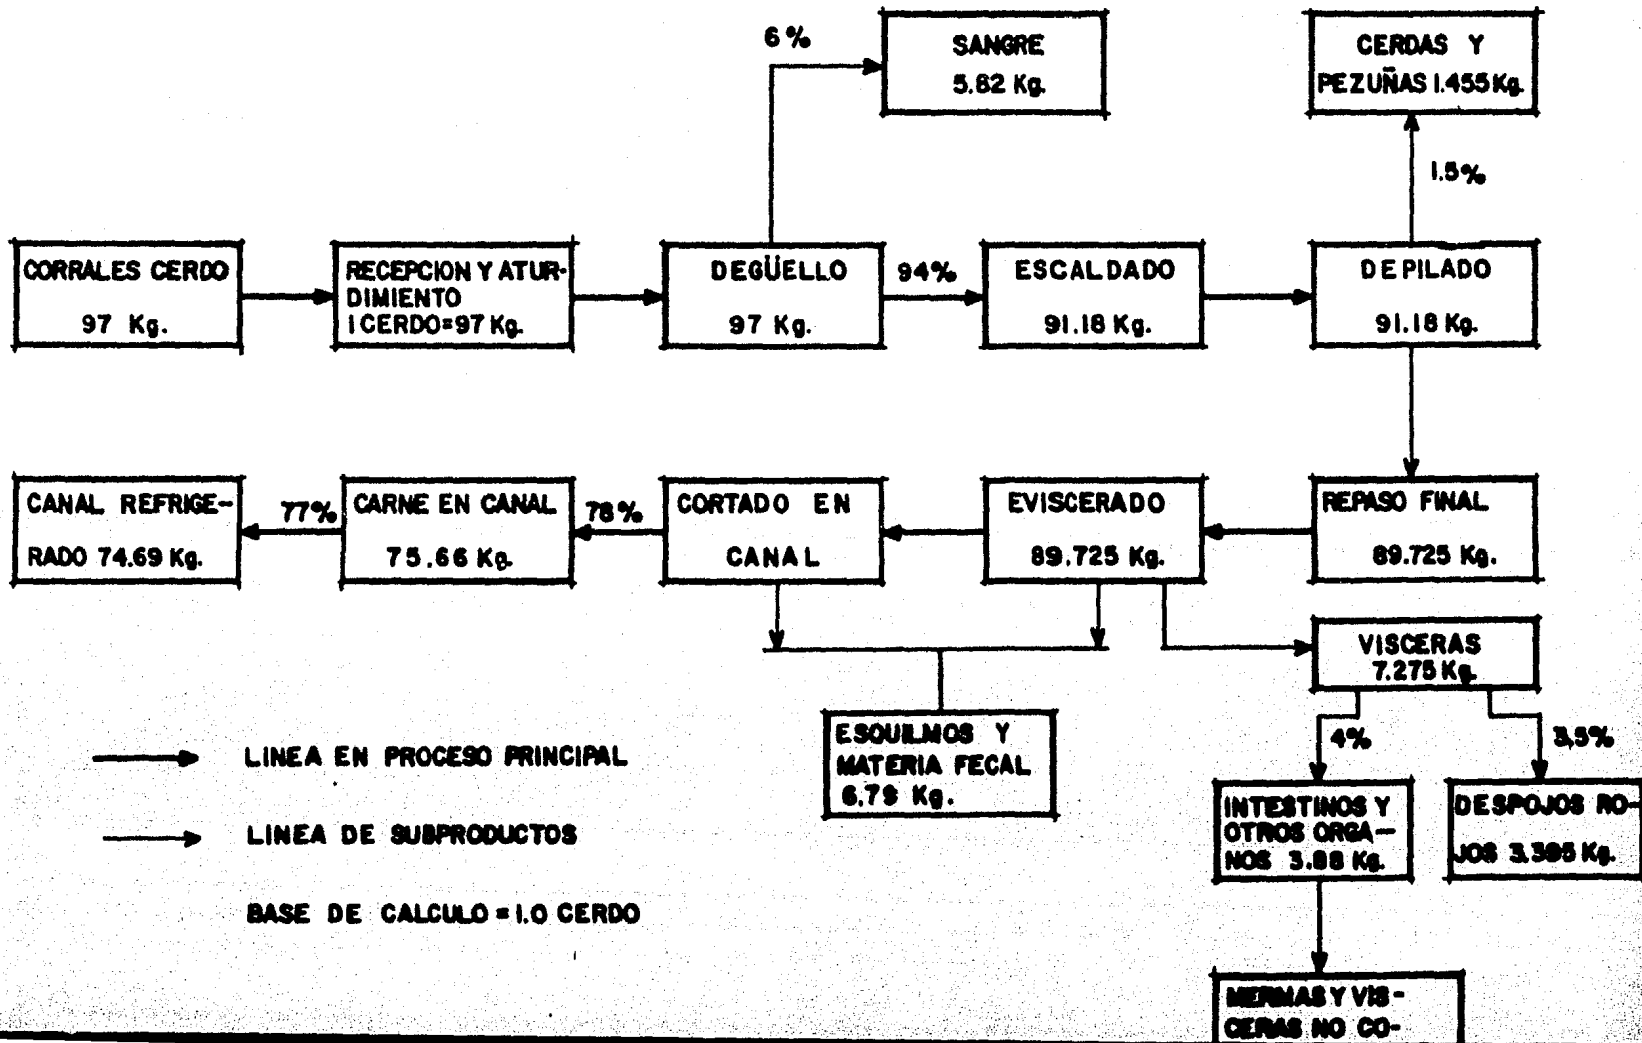 6%
SANGRE
5.82 Kg.
CERDAS Y
PEZUÑAS 1.455 Kg.
1.5%
CORRALES CERDO
97 Kg.
RECEPCION Y ATUR-
DIMIENTO
1 CERDO=97 Kg.
DEGÜELLO
97 Kg.
94%
ESCALDADO
91.18 Kg.
DEPILADO
91.18 Kg.
CANAL REFRIGE-
RADO 74.69 Kg.
77%
CARNE EN CANAL
75.66 Kg.
78%
CORTADO EN
CANAL
EVISCERADO
89.725 Kg.
REPASO FINAL
89.725 Kg.
VISCERAS
7.275 Kg.
4%
3,5%
ESQUILMOS Y
MATERIA FECAL
6.79 Kg.
INTESTINOS Y
OTROS ORGA-
NOS 3.88 Kg.
DESPOJOS RO-
JOS 3.395 Kg.
MERMAS Y VIS-
CERAS NO CO-
LINEA EN PROCESO PRINCIPAL
LINEA DE SUBPRODUCTOS
BASE DE CALCULO = 1.0 CERDO